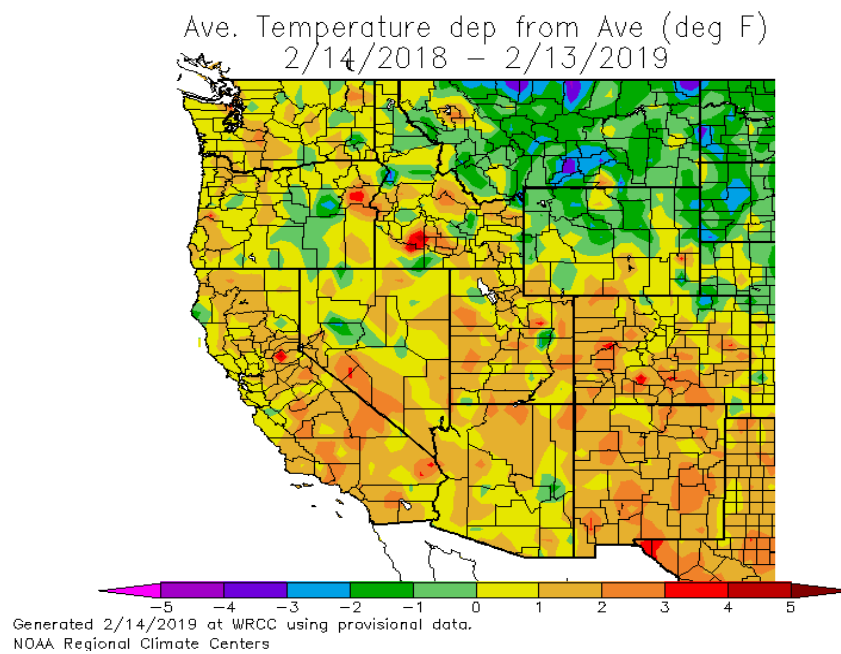 Ave. Temperature dep from Ave (deg F)
2/14/2018 – 2/13/2019
-5 -4 -3 -2 -1 0 1 2 3 4 5
Generated 2/14/2019 at WRCC using provisional data.
NOAA Regional Climate Centers